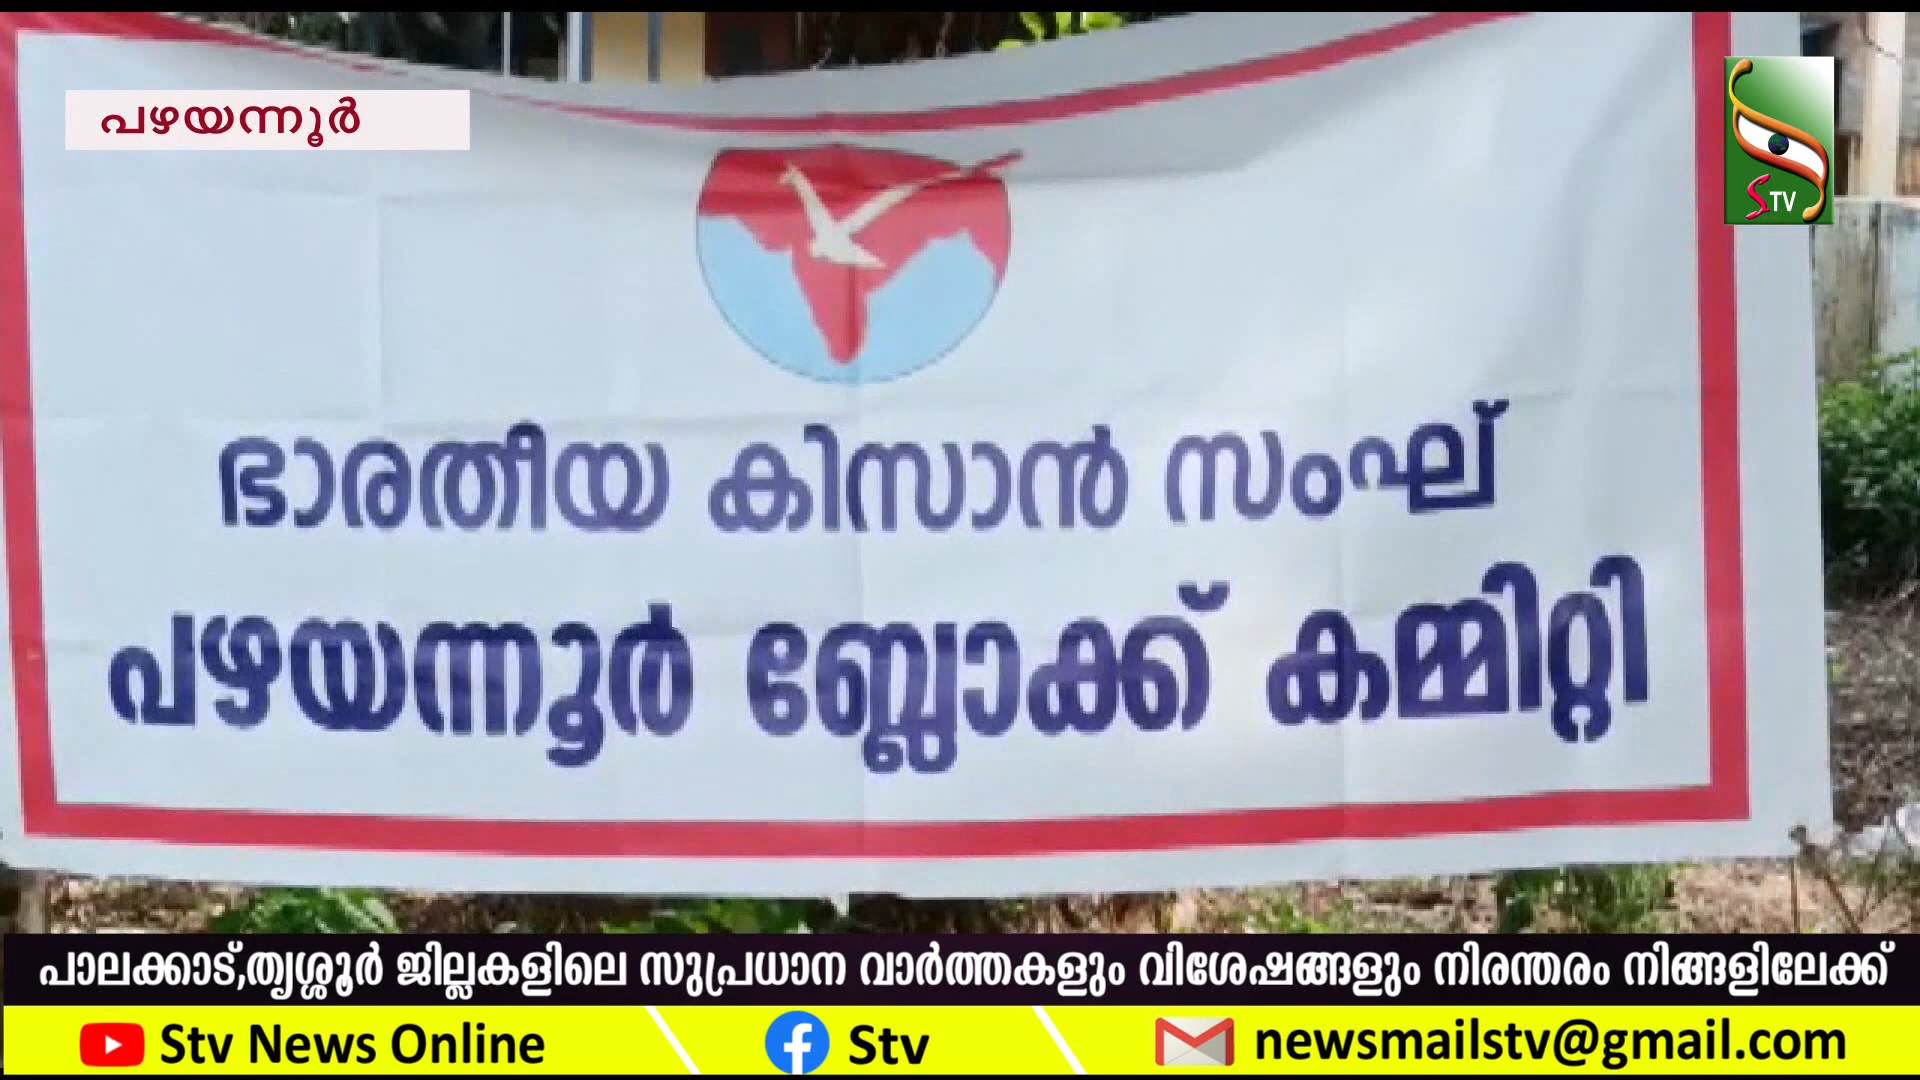 പഴയന്നൂർ
STV
ഭാരതീയ കിസാൻ സംഘ്
പഴയന്നൂർ ബ്ലോക്ക് കമ്മിറ്റി
പാലക്കാട്,തൃശ്ശൂർ ജില്ലകളിലെ സുപ്രധാന വാർത്തകളും വിശേഷങ്ങളും നിരന്തരം നിങ്ങളിലേക്ക്
Stv News Online Stv newsmailstv@gmail.com